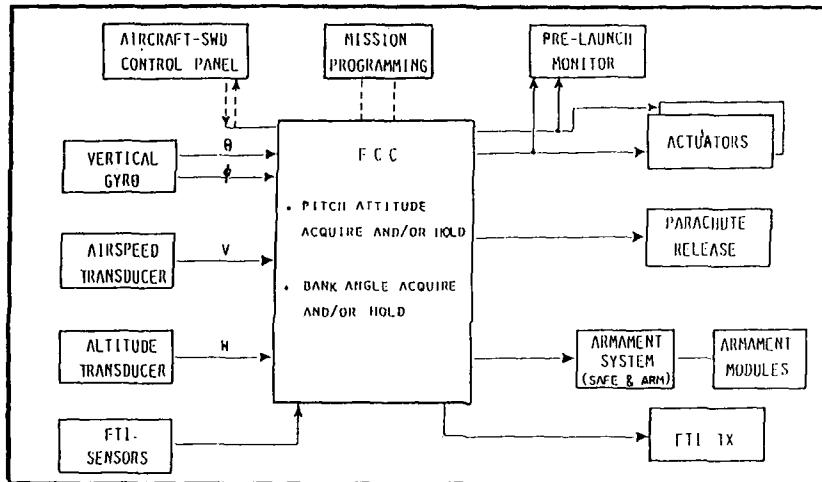 AIRCRAFT-SWD
CONTROL PANEL
MISSION
PROGRAMMING
PRE-LAUNCH
MONITOR
VERTICAL
GYRO
θ
φ
FCC
• PITCH ATTITUDE
ACQUIRE AND/OR HOLD
• BANK ANGLE ACQUIRE
AND/OR HOLD
ACTUATORS
AIRSPEED
TRANSDUCER
V
PARACHUTE
RELEASE
ALTITUDE
TRANSDUCER
H
ARMAMENT
SYSTEM
(SAFE & ARM)
ARMAMENT
MODULES
FTI-
SENSORS
FTI TX